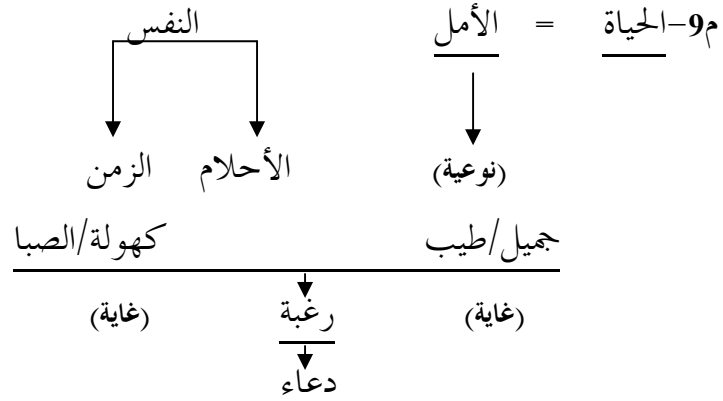 م9-الحياة = الأمل النفس
(نوعية) الأحلام الزمن
جميل/طيب كهولة/الصبا
(غاية) رغبة (غاية)
دعاء